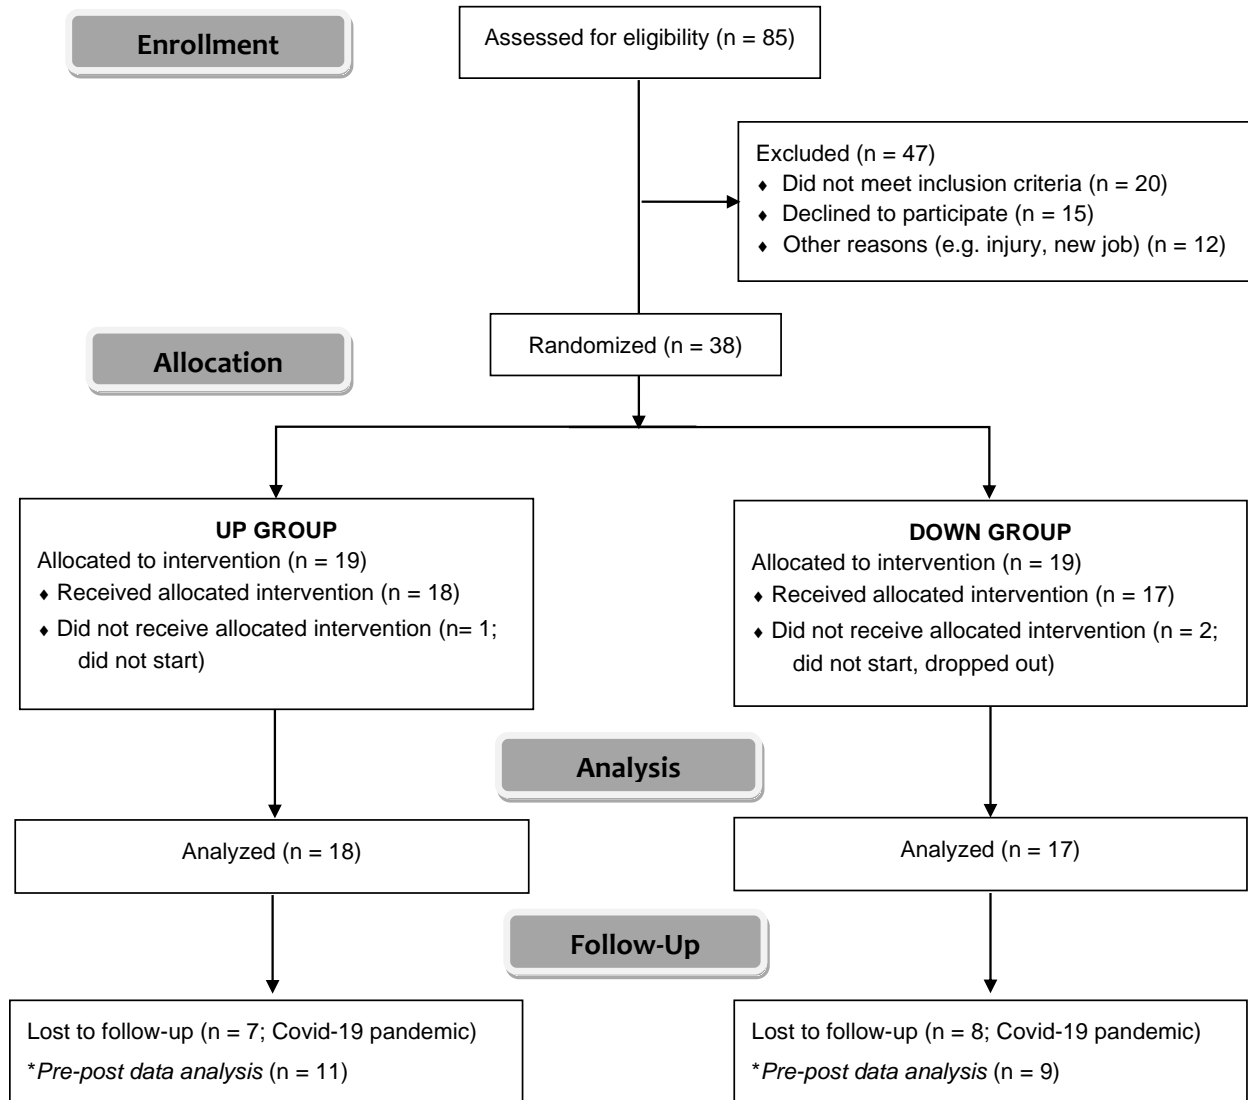 Enrollment
Assessed for eligibility (n = 85)
Excluded (n = 47)
♦ Did not meet inclusion criteria (n = 20)
♦ Declined to participate (n = 15)
♦ Other reasons (e.g. injury, new job) (n = 12)
Randomized (n = 38)
Allocation
UP GROUP
Allocated to intervention (n = 19)
♦ Received allocated intervention (n = 18)
♦ Did not receive allocated intervention (n= 1;
did not start)
DOWN GROUP
Allocated to intervention (n = 19)
♦ Received allocated intervention (n = 17)
♦ Did not receive allocated intervention (n = 2;
did not start, dropped out)
Analysis
Analyzed (n = 18)
Analyzed (n = 17)
Follow-Up
Lost to follow-up (n = 7; Covid-19 pandemic)
*Pre-post data analysis (n = 11)
Lost to follow-up (n = 8; Covid-19 pandemic)
*Pre-post data analysis (n = 9)